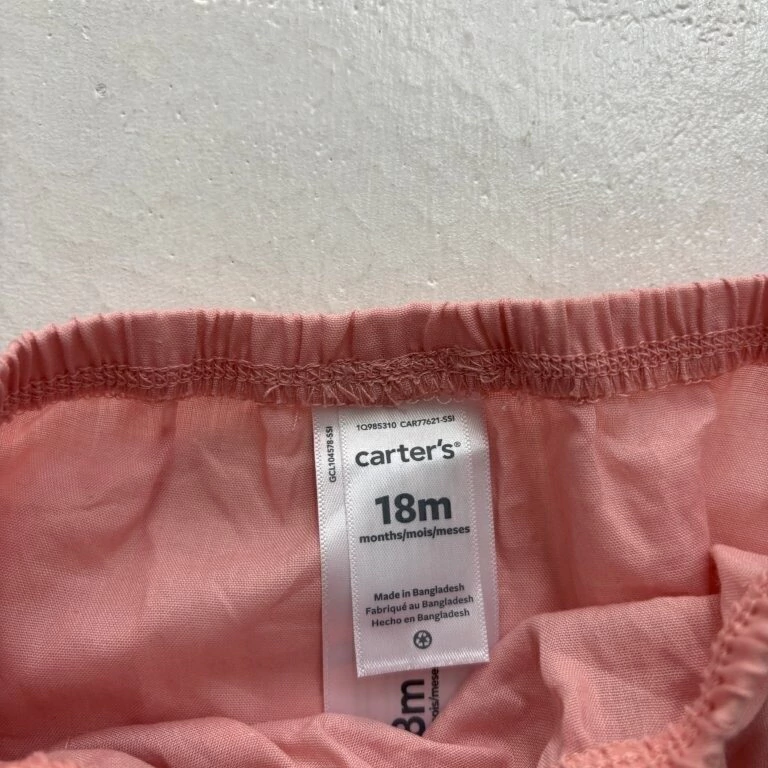 1Q985310 CAR77621-SSI
GCL104578-SSI
carter's®
18m
months/mois/meses
Made in Bangladesh
Fabriqué au Bangladesh
Hecho en Bangladesh
8m